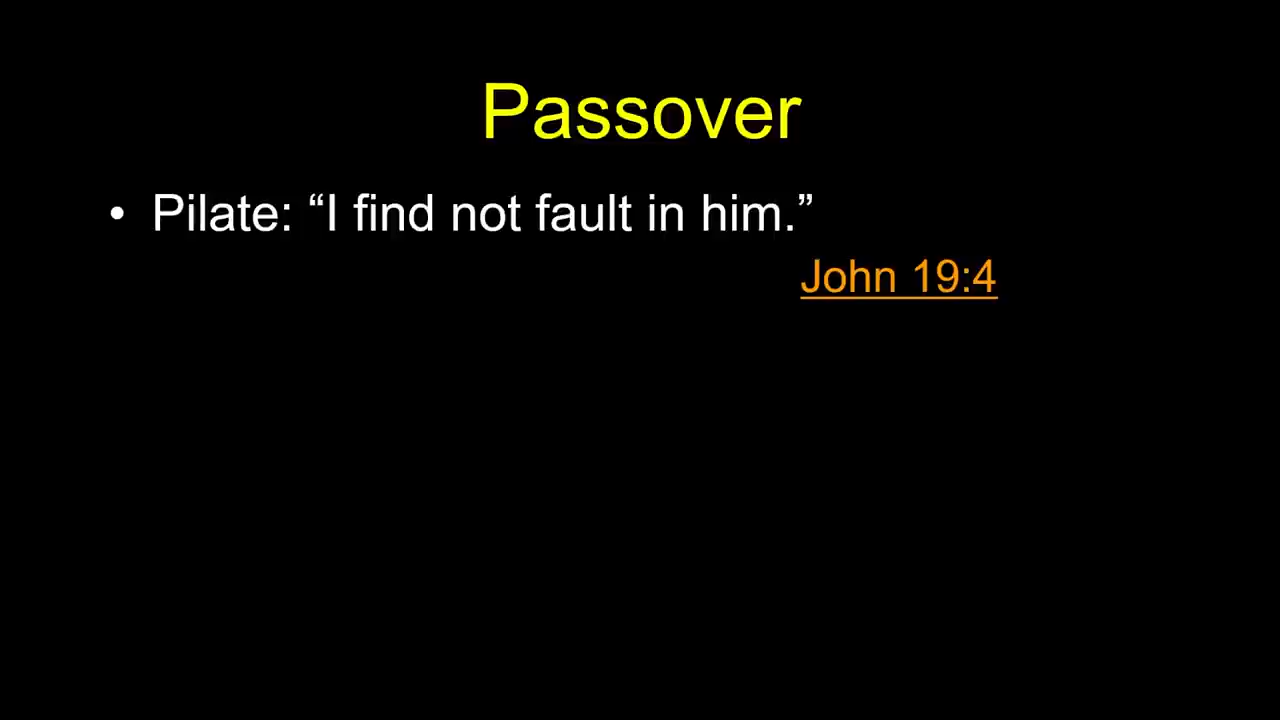 Passover
• Pilate: “I find not fault in him.”
John 19:4